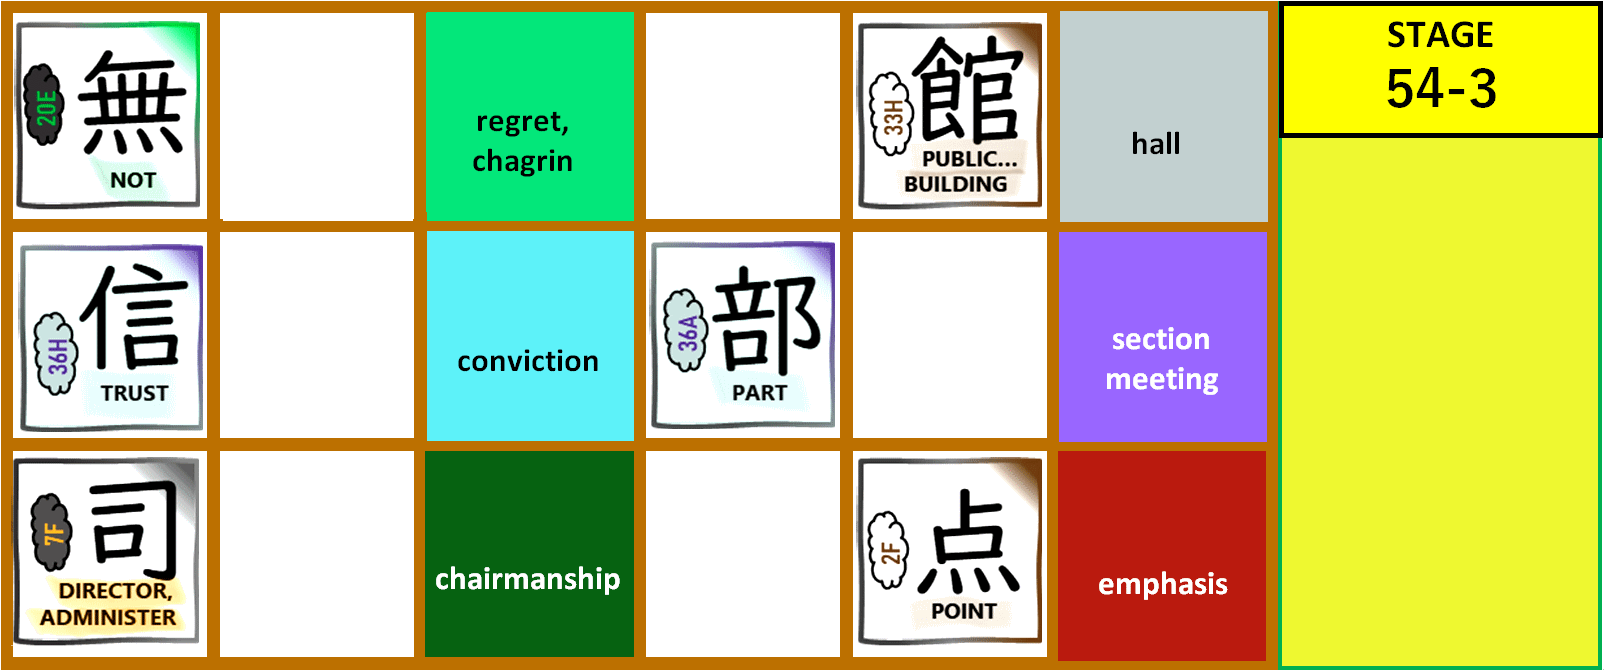 20E
無
NOT
regret,
chagrin
33H
館
PUBLIC...
BUILDING
hall
STAGE
54-3
36H
信
TRUST
conviction
36A
部
PART
section
meeting
7F
司
DIRECTOR,
ADMINISTER
chairmanship
2F
点
POINT
emphasis